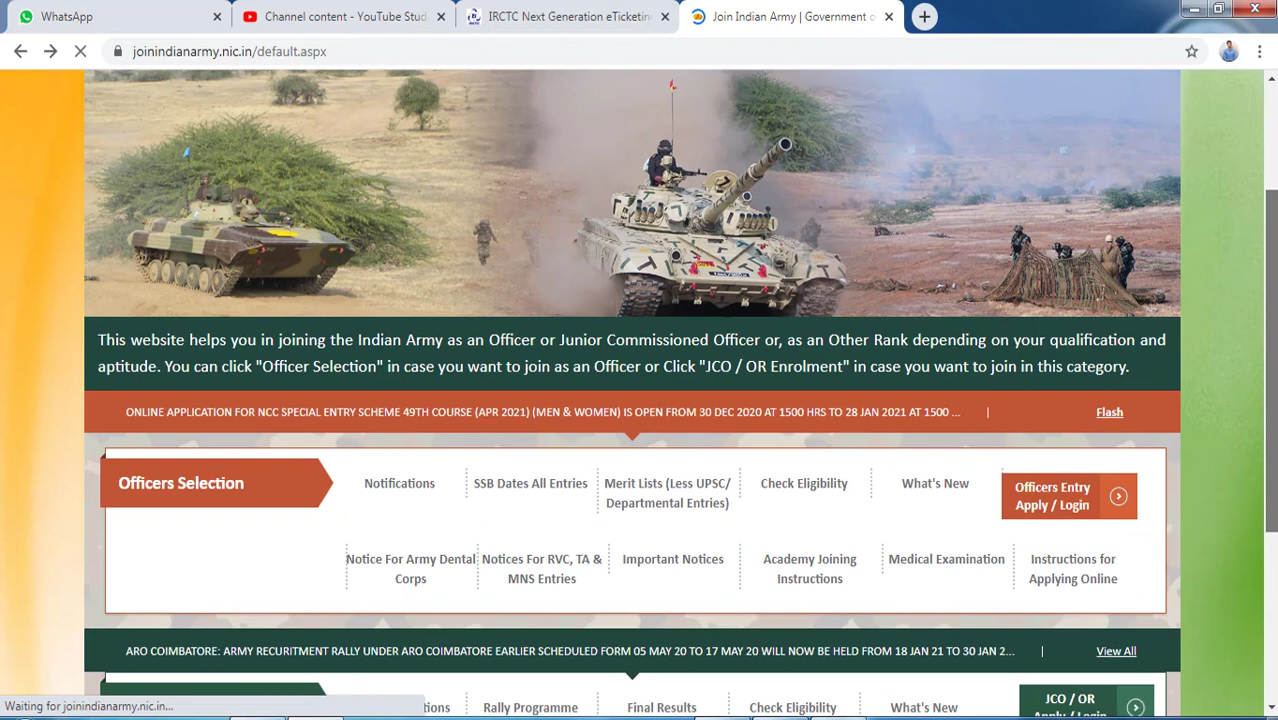 WhatsApp
Channel content - YouTube Stud
IRCTC Next Generation eTicketin
Join Indian Army | Government o
joinindianarmy.nic.in/default.aspx
This website helps you in joining the Indian Army as an Officer or Junior Commissioned Officer or, as an Other Rank depending on your qualification and
aptitude. You can click "Officer Selection" in case you want to join as an Officer or Click "JCO / OR Enrolment" in case you want to join in this category.
ONLINE APPLICATION FOR NCC SPECIAL ENTRY SCHEME 49TH COURSE (APR 2021) (MEN & WOMEN) IS OPEN FROM 30 DEC 2020 AT 1500 HRS TO 28 JAN 2021 AT 1500 ... | Flash
Officers Selection
Notifications
SSB Dates All Entries
Merit Lists (Less UPSC/
Departmental Entries)
Check Eligibility
What's New
Officers Entry
Apply / Login
Notice For Army Dental
Corps
Notices For RVC, TA &
MNS Entries
Important Notices
Academy Joining
Instructions
Medical Examination
Instructions for
Applying Online
ARO COIMBATORE: ARMY RECURITMENT RALLY UNDER ARO COIMBATORE EARLIER SCHEDULED FORM 05 MAY 20 TO 17 MAY 20 WILL NOW BE HELD FROM 18 JAN 21 TO 30 JAN 2... | View All
tions
Rally Programme
Final Results
Check Eligibility
What's New
JCO / OR
Apply / Login
Waiting for joinindianarmy.nic.in...